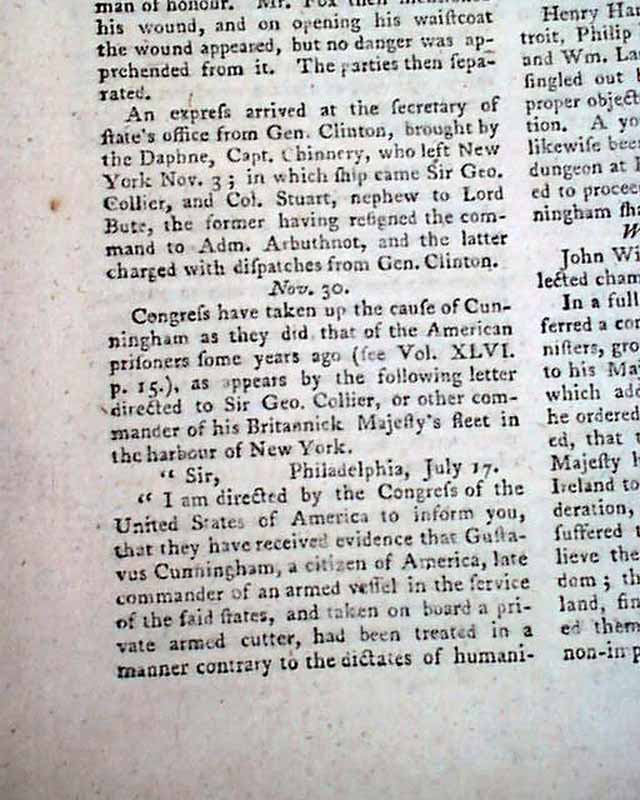 man of honour. Mr. Fox then
his wound, and on opening his waiſtcoat
the wound appeared, but no danger was ap-
prehended from it. The parties then ſepa-
rated.
An expreſs arrived at the ſecretary of
ſtate's office from Gen. Clinton, brought by
the Daphne, Capt. Chinnery, who left New
York Nov. 3; in which ſhip came Sir Geo.
Collier, and Col. Stuart, nephew to Lord
Bute, the former having reſigned the com-
mand to Adm. Arbuthnot, and the latter
charged with diſpatches from Gen. Clinton.
Nov. 30.
Congreſs have taken up the cauſe of Cun-
ningham as they did that of the American
priſoners ſome years ago (ſee Vol. XLVI.
p. 15.), as appears by the following letter
directed to Sir Geo. Collier, or other com-
mander of his Britannick Majeſty's fleet in
the harbour of New York.
“ Sir, Philadelphia, July 17.
“ I am directed by the Congreſs of the
United States of America to inform you,
that they have received evidence that Guſta-
vus Cunningham, a citizen of America, late
commander of an armed veſſel in the ſervice
of the ſaid ſtates, and taken on board a pri-
vate armed cutter, had been treated in a
manner contrary to the dictates of humani-
Henry Har
troit, Philip
and Wm. La
ſingled out
proper object
tion. A yo
likewiſe bee
dungeon at
ed to procee
ningham ſha
W
John Wi
lected cham
In a full
ferred a con
niſters, gro
to his Maj
which add
he ordered
ed, that t
Majeſty h
Ireland to
deration,
ſuffered t
lieve the
dom; th
land, fin
ed them
non-in p